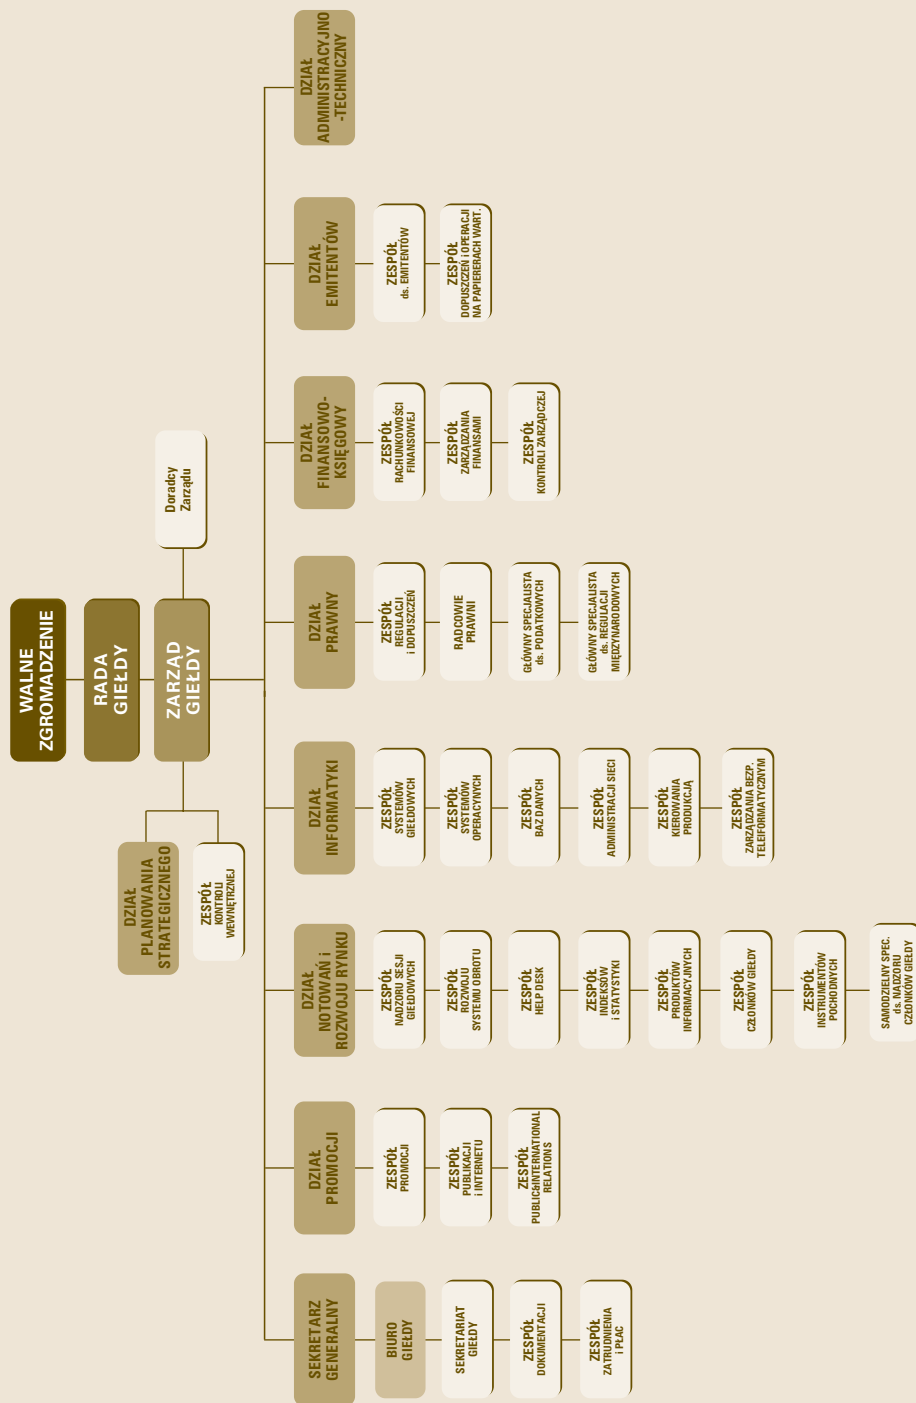 WALNE
ZGROMADZENIE
RADA
GIEŁDY
ZARZĄD
GIEŁDY
Doradcy
Zarządu
DZIAŁ
PLANOWANIA
STRATEGICZNEGO
ZESPÓŁ
KONTROLI
WEWNĘTRZNEJ
SEKRETARZ
GENERALNY
BIURO
GIEŁDY
SEKRETARIAT
GIEŁDY
ZESPÓŁ
DOKUMENTACJI
ZESPÓŁ
ZATRUDNIENIA
i PŁAC
DZIAŁ
PROMOCJI
ZESPÓŁ
PROMOCJI
ZESPÓŁ
PUBLIKACJI
i INTERNETU
ZESPÓŁ
PUBLIC&INTERNATIONAL
RELATIONS
DZIAŁ
NOTOWAŃ i
ROZWOJU RYNKU
ZESPÓŁ
NADZORU SESJI
GIEŁDOWYCH
ZESPÓŁ
ROZWOJU
SYSTEMU OBROTU
ZESPÓŁ
HELP DESK
ZESPÓŁ
INDEKSÓW
i STATYSTYKI
ZESPÓŁ
PRODUKTÓW
INFORMACYJNYCH
ZESPÓŁ
CZŁONKÓW GIEŁDY
ZESPÓŁ
INSTRUMENTÓW
POCHODNYCH
SAMODZIELNY SPEC.
ds. NADZORU
CZŁONKÓW GIEŁDY
DZIAŁ
INFORMATYKI
ZESPÓŁ
SYSTEMÓW
GIEŁDOWYCH
ZESPÓŁ
SYSTEMÓW
OPERACYNYCH
ZESPÓŁ
BAZ DANYCH
ZESPÓŁ
ADMINISTRACJI SIECI
ZESPÓŁ
KIEROWANIA
PRODUKCJĄ
ZESPÓŁ
ZARZĄDZANIA BEZP.
TELEIFORMATYCZNYM
DZIAŁ
PRAWNY
ZESPÓŁ
REGULACJI
i DOPUSZCZEŃ
RADCOWIE
PRAWNI
GŁÓWNY SPECJAUSTA
ds. PODATKOWYCH
GŁÓWNY SPECJAUSTA
ds. REGULACJI
MIĘDZYNARODOWYCH
DZIAŁ
FINANSOWO-
KSIĘGOWY
ZESPÓŁ
RACHUNKOWOŚCI
FINANSOWEJ
ZESPÓŁ
ZARZĄDZANIA
FINANSAMI
ZESPÓŁ
KONTROLI ZARZĄDCZEJ
DZIAŁ
EMITENTÓW
ZESPÓŁ
ds. EMITENTÓW
ZESPÓŁ
DOPUSZCZEŃ i OPERACJI
NA PAPIERERACH WART.
DZIAŁ
ADMINISTRACYJNO
-TECHNICZNY